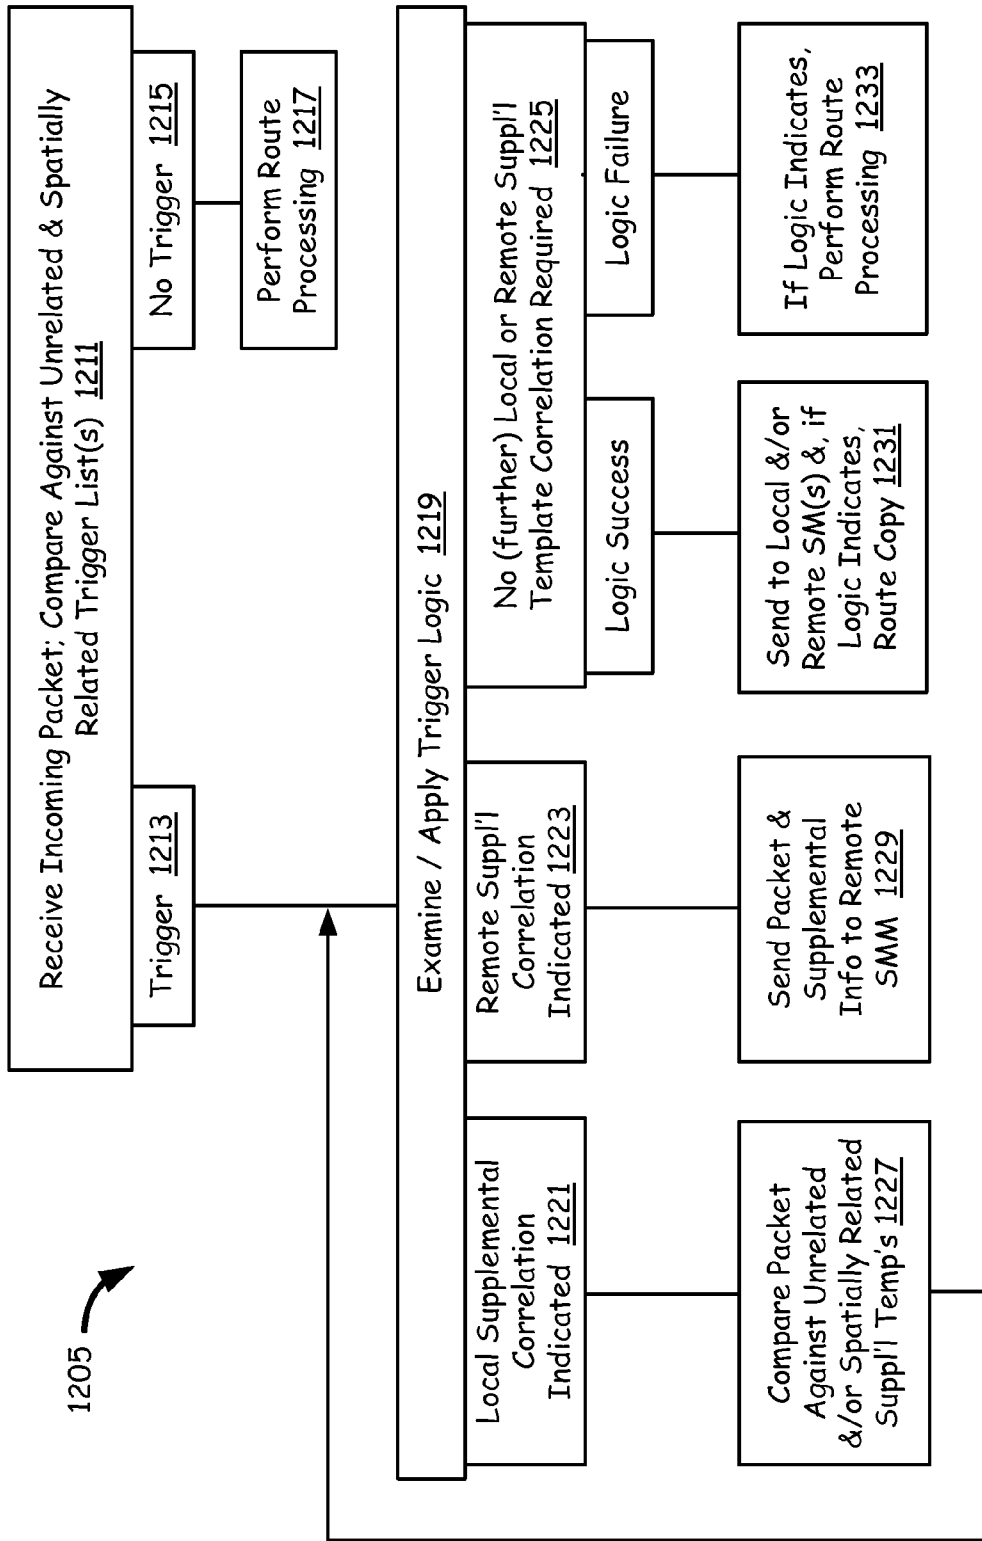 1205
Receive Incoming Packet; Compare Against Unrelated & Spatially
Related Trigger List(s) 1211
Trigger 1213
No Trigger 1215
Perform Route
Processing 1217
Examine / Apply Trigger Logic 1219
Local Supplemental
Correlation
Indicated 1221
Remote Suppl'l
Correlation
Indicated 1223
No (further) Local or Remote Suppl'l
Template Correlation Required 1225
Logic Success
Logic Failure
Compare Packet
Against Unrelated
&/or Spatially Related
Suppl'l Temp's 1227
Send Packet &
Supplemental
Info to Remote
SMM 1229
Send to Local &/or
Remote SM(s) &, if
Logic Indicates,
Route Copy 1231
If Logic Indicates,
Perform Route
Processing 1233